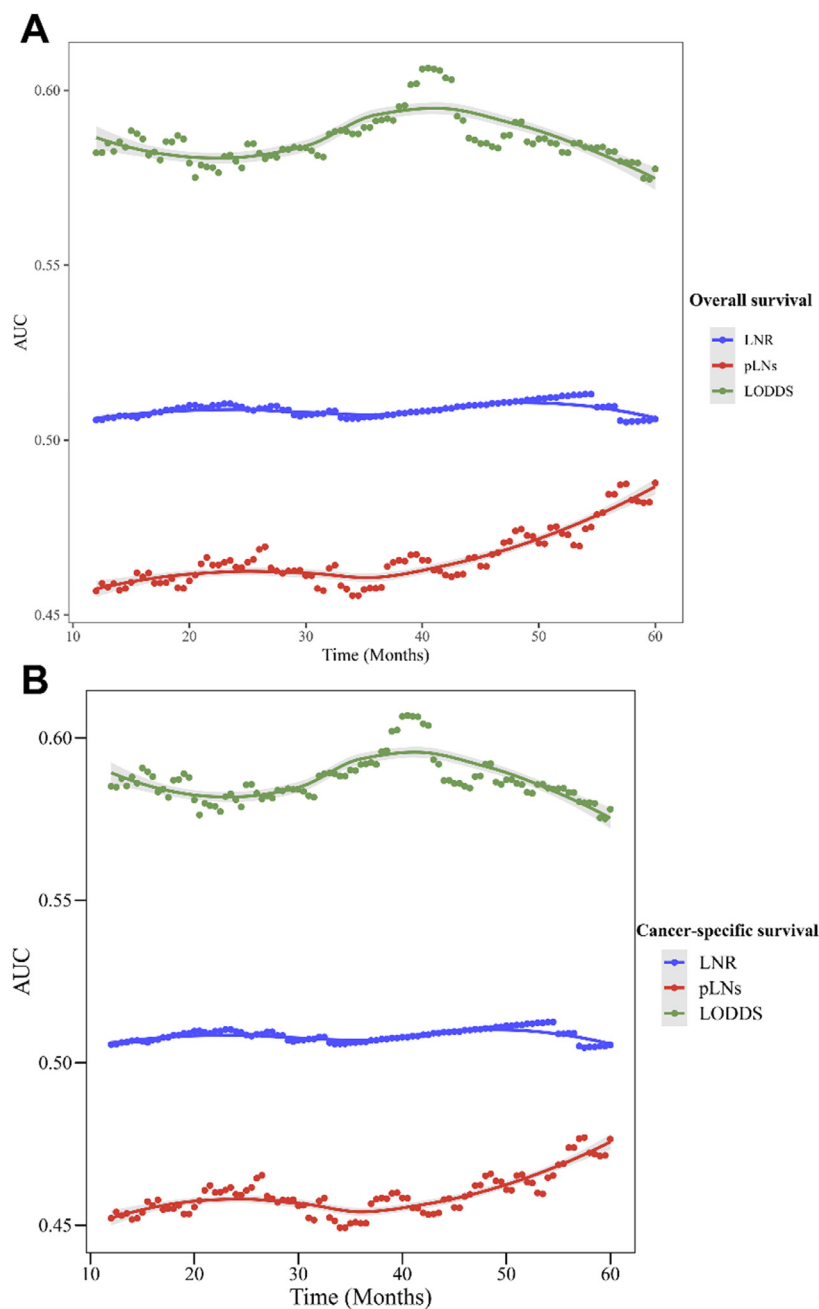 A
0.60
0.55
0.50
0.45
AUC
10 20 30 40 50 60
Time (Months)
Overall survival
LNR
pLNs
LODDS
B
0.60
0.55
0.50
0.45
AUC
10 20 30 40 50 60
Time (Months)
Cancer-specific survival
LNR
pLNs
LODDS